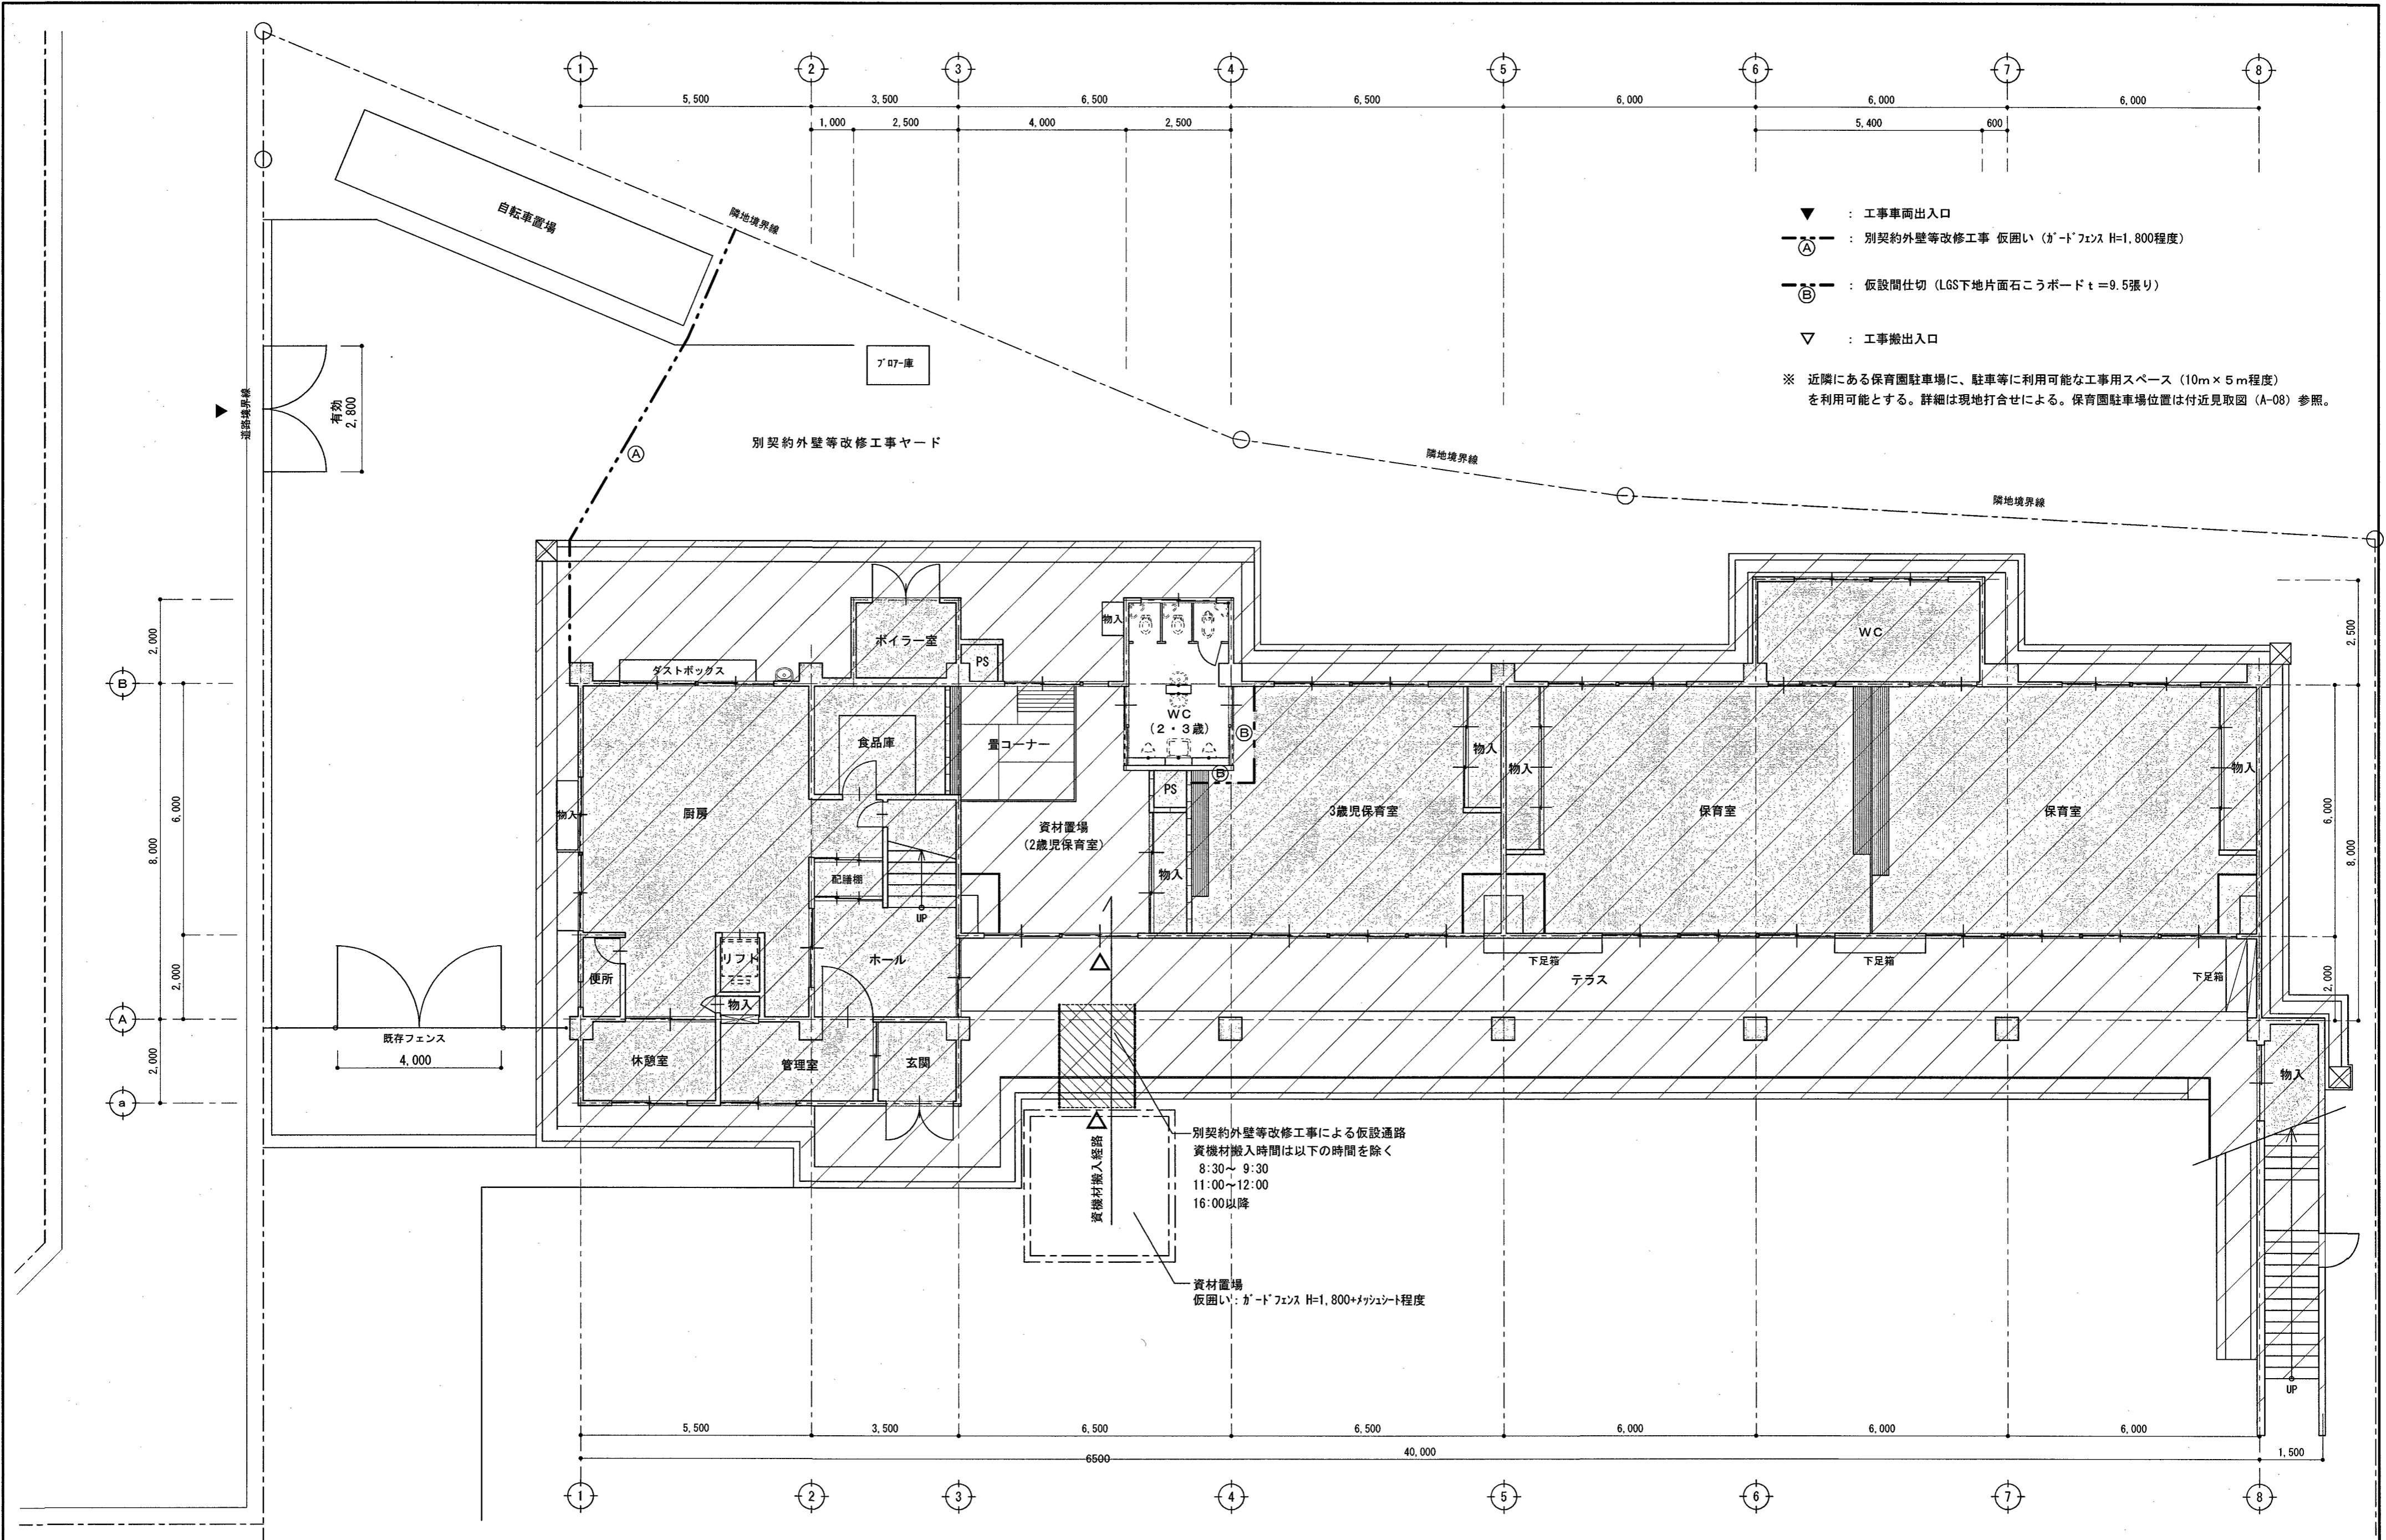 1 2 3 4 5 6 7 8
5,500 3,500 6,500 6,500 6,000 6,000 6,000
1,000 2,500 4,000 2,500 5,400 600
▼ : 工事車両出入口
A : 別契約外壁等改修工事 仮囲い (ｶﾞｰﾄﾞﾌｪﾝｽ H=1,800程度)
B : 仮設間仕切 (LGS下地片面石こうボードｔ=9.5張り)
▽ : 工事搬出入口
※ 近隣にある保育園駐車場に、駐車等に利用可能な工事用スペース（10ｍ×５ｍ程度）
を利用可能とする。詳細は現地打合せによる。保育園駐車場位置は付近見取図（A-08）参照。
自転車置場
隣地境界線
隣地境界線
隣地境界線
道路境界線
有効
2,800
ﾌﾞﾛｱｰ庫
A
別契約外壁等改修工事ヤード
2,000
B
6,000
8,000
2,000
A
2,000
a
2,500
6,000
8,000
2,000
ダストボックス
ボイラー室
PS
物入
WC
(２・３歳)
B
B
WC
食品庫
畳コーナー
厨房
物入
資材置場
(2歳児保育室)
PS
物入
3歳児保育室
物入
物入
保育室
保育室
物入
配膳棚
UP
ホール
リフト
便所
物入
休憩室
管理室
玄関
下足箱
下足箱
下足箱
テラス
物入
UP
既存フェンス
4,000
資機材搬入経路
別契約外壁等改修工事による仮設通路
資機材搬入時間は以下の時間を除く
8:30～ 9:30
11:00～12:00
16:00以降
資材置場
仮囲い: ｶﾞｰﾄﾞﾌｪﾝｽ H=1,800+ﾒｯｼｭｼｰﾄ程度
5,500 3,500 6,500 6,500 6,000 6,000 6,000
6500 40,000 1,500
1 2 3 4 5 6 7 8